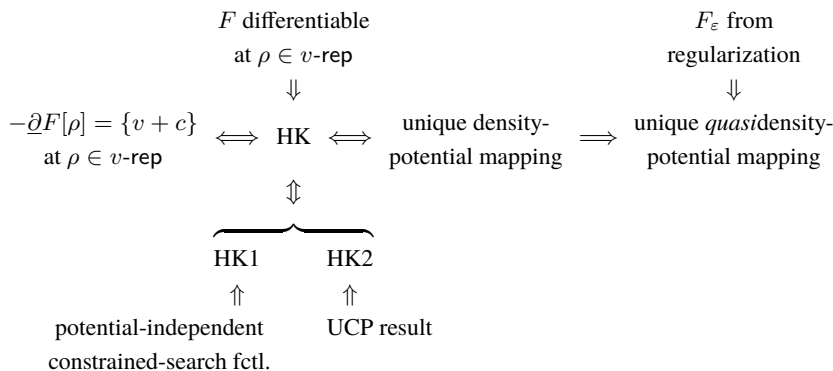 F differentiable
at ρ ∈ v-rep
F_ε from
regularization
⇓
⇓
−∂̲F[ρ] = {v + c}
at ρ ∈ v-rep
⟺ HK ⟺
unique density-
potential mapping
⟹
unique quasidensity-
potential mapping
⇕
HK1 HK2
⇑ ⇑
potential-independent
constrained-search fctl.
UCP result